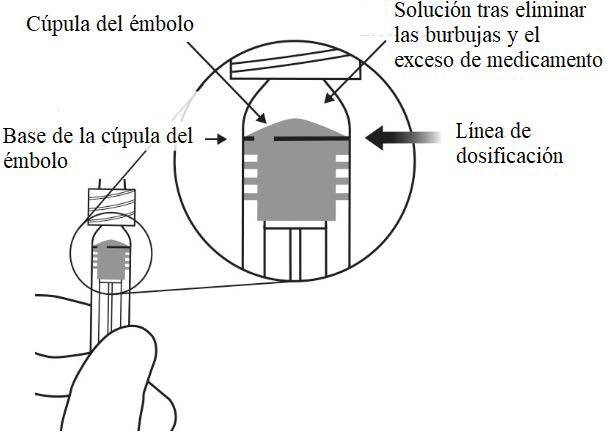 Cúpula del émbolo
Solución tras eliminar
las burbujas y el
exceso de medicamento
Base de la cúpula del
émbolo
Línea de
dosificación